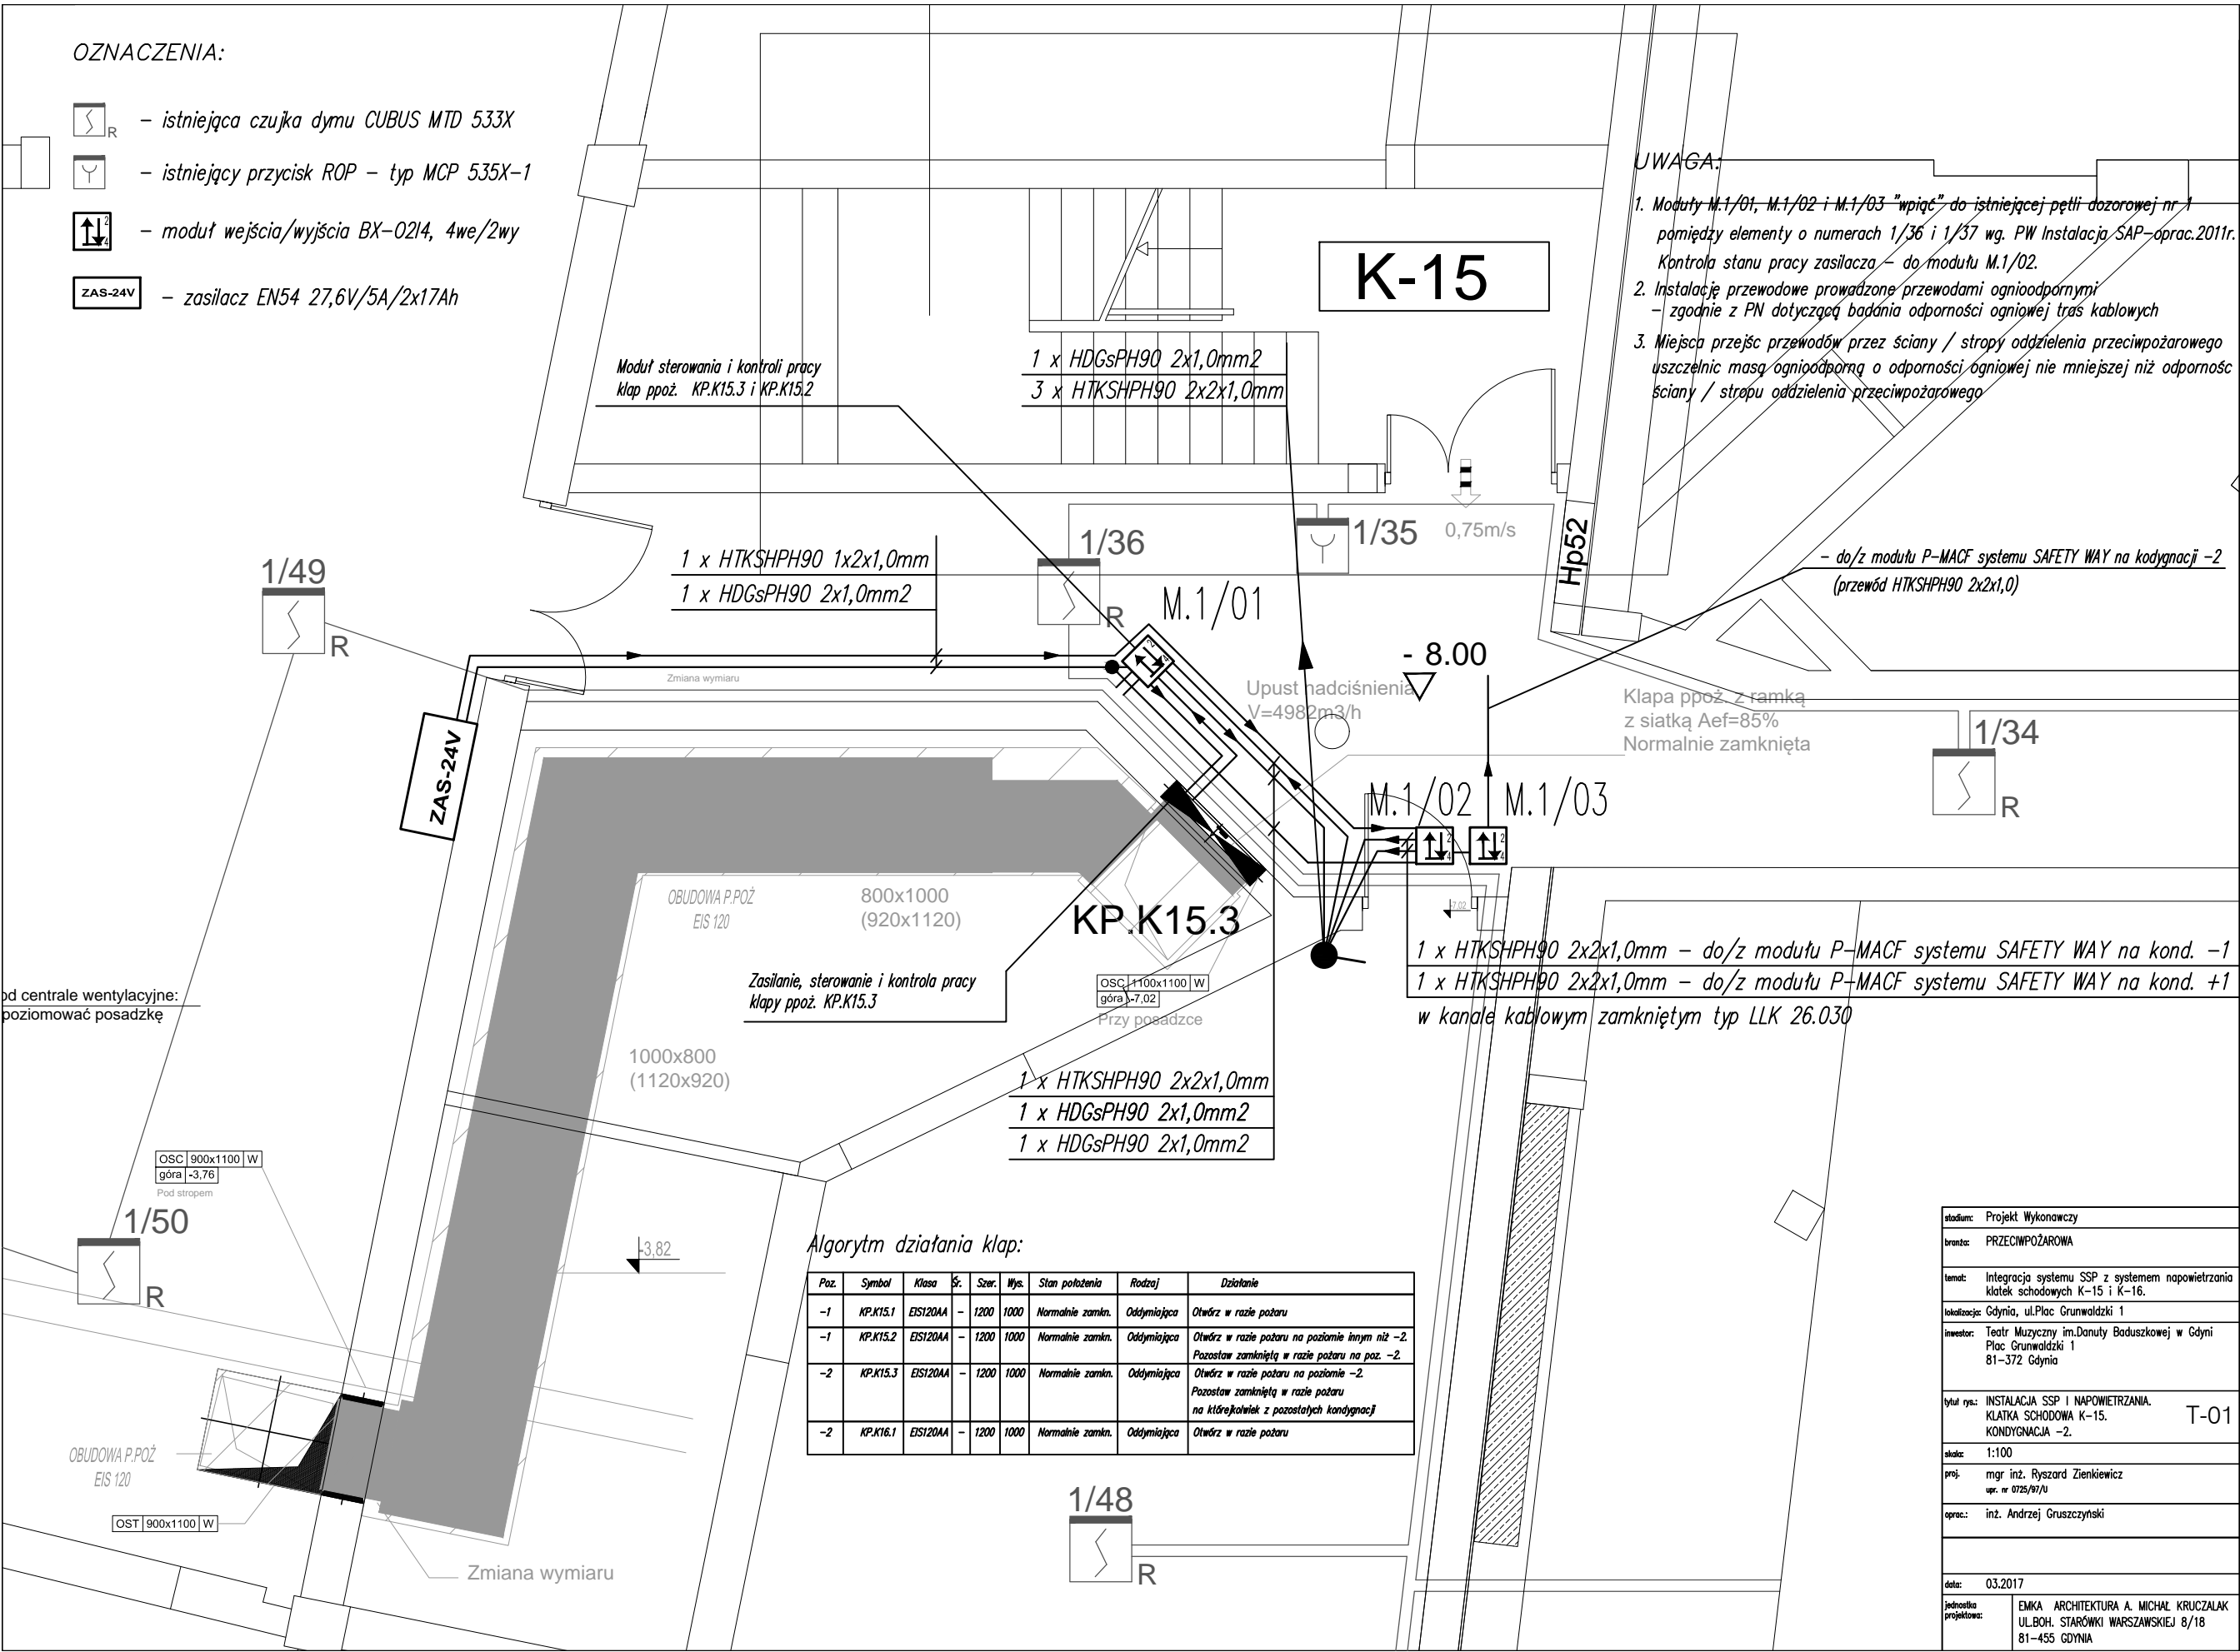 OZNACZENIA:
R
– istniejąca czujka dymu CUBUS MTD 533X
– istniejący przycisk ROP – typ MCP 535X–1
2
4
– moduł wejścia/wyjścia BX–O2I4, 4we/2wy
ZAS-24V
– zasilacz EN54 27,6V/5A/2x17Ah
K-15
UWAGA:
1. Moduły M.1/01, M.1/02 i M.1/03 "wpiąć" do istniejącej pętli dozorowej nr 1
pomiędzy elementy o numerach 1/36 i 1/37 wg. PW Instalacja SAP–oprac.2011r.
Kontrola stanu pracy zasilacza – do modułu M.1/02.
2. Instalację przewodowe prowadzone przewodami ognioodpornymi
– zgodnie z PN dotyczącą badania odporności ogniowej tras kablowych
3. Miejsca przejśc przewodów przez ściany / stropy oddzielenia przeciwpożarowego
uszczelnic masą ognioodporną o odporności ogniowej nie mniejszej niż odpornośc
ściany / stropu oddzielenia przeciwpożarowego
Moduł sterowania i kontroli pracy
klap ppoż. KP.K15.3 i KP.K15.2
1 x HDGsPH90 2x1,0mm2
3 x HTKSHPH90 2x2x1,0mm
1/36
R
1/35
0,75m/s
Hp52
1/49
R
1 x HTKSHPH90 1x2x1,0mm
1 x HDGsPH90 2x1,0mm2
M.1/01
– do/z modułu P–MACF systemu SAFETY WAY na kodygnacji –2
(przewód HTKSHPH90 2x2x1,0)
- 8.00
Zmiana wymiaru
Upust nadciśnienia
V=4982m3/h
Klapa ppoż. z ramką
z siatką Aef=85%
Normalnie zamknięta
1/34
R
ZAS-24V
M.1/02
M.1/03
2
4
2
4
OBUDOWA P.POŻ
EIS 120
800x1000
(920x1120)
KP.K15.3
-7,02
1 x HTKSHPH90 2x2x1,0mm – do/z modułu P–MACF systemu SAFETY WAY na kond. –1
1 x HTKSHPH90 2x2x1,0mm – do/z modułu P–MACF systemu SAFETY WAY na kond. +1
w kanale kablowym zamkniętym typ LLK 26.030
Zasilanie, sterowanie i kontrola pracy
klapy ppoż. KP.K15.3
OSC 1100x1100 W
góra -7,02
Przy posadzce
od centrale wentylacyjne:
poziomować posadzkę
1000x800
(1120x920)
1 x HTKSHPH90 2x2x1,0mm
1 x HDGsPH90 2x1,0mm2
1 x HDGsPH90 2x1,0mm2
OSC 900x1100 W
góra -3,76
Pod stropem
1/50
R
-3,82
Algorytm działania klap:
Poz. Symbol Klasa Śr. Szer. Wys. Stan położenia Rodzaj Działanie
–1 KP.K15.1 EIS120AA – 1200 1000 Normalnie zamkn. Oddymiająca Otwórz w razie pożaru
–1 KP.K15.2 EIS120AA – 1200 1000 Normalnie zamkn. Oddymiająca Otwórz w razie pożaru na poziomie innym niż –2.
Pozostaw zamkniętą w razie pożaru na poz. –2.
–2 KP.K15.3 EIS120AA – 1200 1000 Normalnie zamkn. Oddymiająca Otwórz w razie pożaru na poziomie –2.
Pozostaw zamkniętą w razie pożaru
na którejkolwiek z pozostałych kondygnacji
–2 KP.K16.1 EIS120AA – 1200 1000 Normalnie zamkn. Oddymiająca Otwórz w razie pożaru
OBUDOWA P.POŻ
EIS 120
OST 900x1100 W
Zmiana wymiaru
1/48
R
stadium: Projekt Wykonawczy
branża: PRZECIWPOŻAROWA
temat: Integracja systemu SSP z systemem napowietrzania
klatek schodowych K–15 i K–16.
lokalizacja: Gdynia, ul.Plac Grunwaldzki 1
inwestor: Teatr Muzyczny im.Danuty Baduszkowej w Gdyni
Plac Grunwaldzki 1
81–372 Gdynia
tytuł rys.: INSTALACJA SSP I NAPOWIETRZANIA.
KLATKA SCHODOWA K–15.
KONDYGNACJA –2.
T-01
skala: 1:100
proj. mgr inż. Ryszard Zienkiewicz
upr. nr 0725/97/U
oprac.: inż. Andrzej Gruszczyński
data: 03.2017
jednostka
projektowa:
EMKA ARCHITEKTURA A. MICHAŁ KRUCZALAK
UL.BOH. STARÓWKI WARSZAWSKIEJ 8/18
81–455 GDYNIA